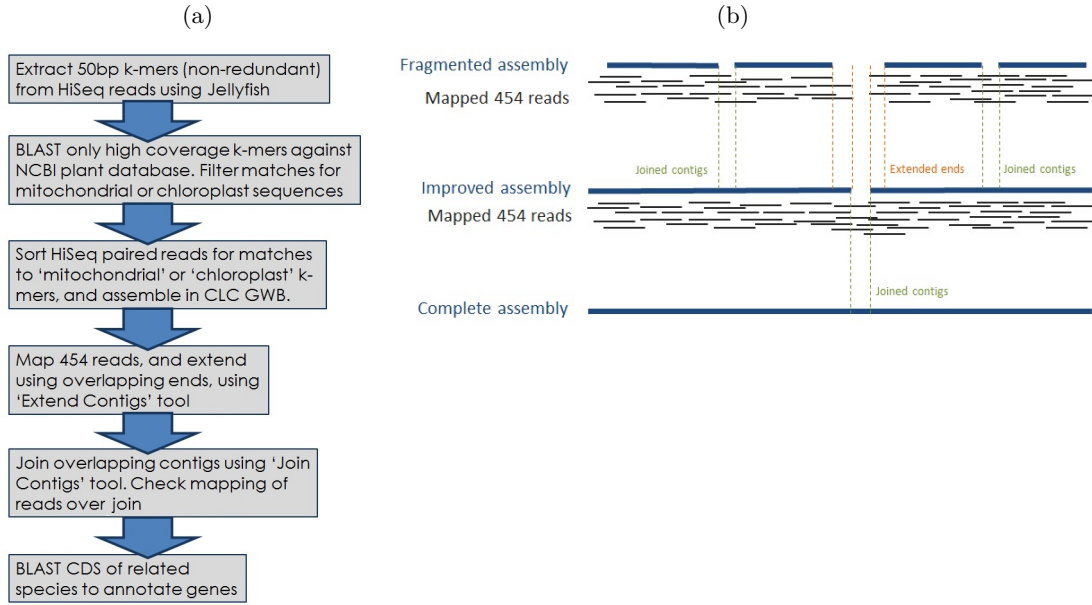 (a)
Extract 50bp k-mers (non-redundant)
from HiSeq reads using Jellyfish
BLAST only high coverage k-mers against
NCBI plant database. Filter matches for
mitochondrial or chloroplast sequences
Sort HiSeq paired reads for matches
to ‘mitochondrial’ or ‘chloroplast’ k-
mers, and assemble in CLC GWB.
Map 454 reads, and extend
using overlapping ends, using
‘Extend Contigs’ tool
Join overlapping contigs using ‘Join
Contigs’ tool. Check mapping of
reads over join
BLAST CDS of related
species to annotate genes
(b)
Fragmented assembly
Mapped 454 reads
Joined contigs
Extended ends
Joined contigs
Improved assembly
Mapped 454 reads
Joined contigs
Complete assembly